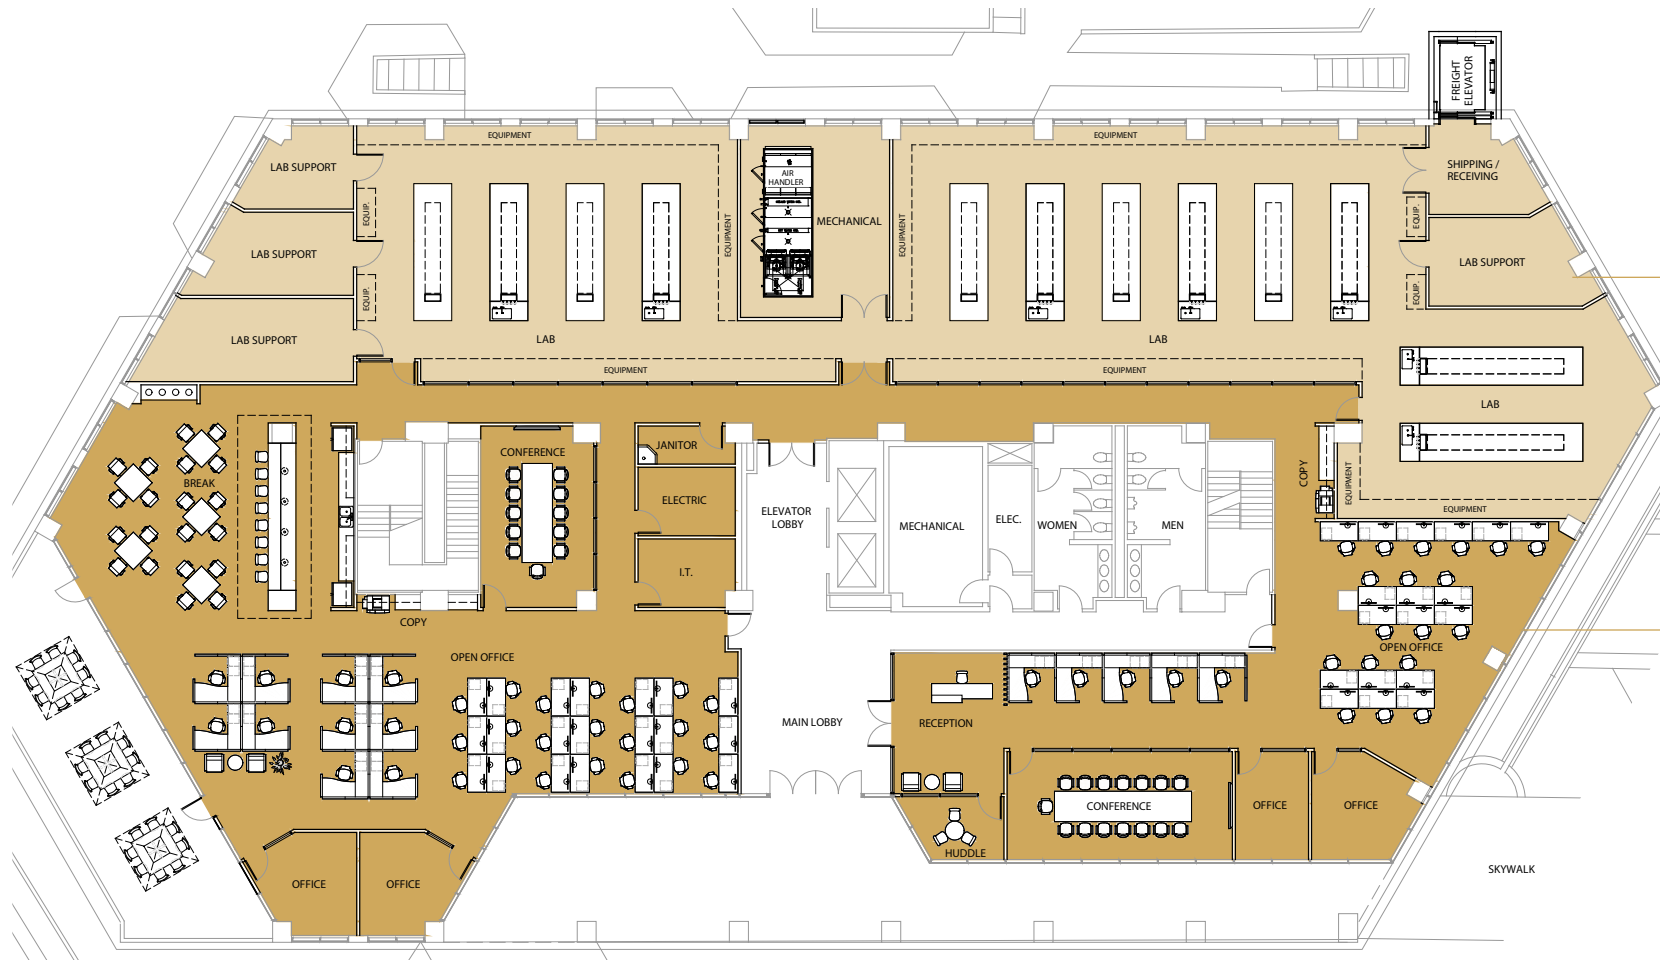 FREIGHT
ELEVATOR
EQUIPMENT
EQUIPMENT
LAB SUPPORT
AIR
HANDLER
SHIPPING /
RECEIVING
EQUIP.
EQUIPMENT
MECHANICAL
EQUIPMENT
EQUIP.
LAB SUPPORT
LAB SUPPORT
EQUIP.
EQUIP.
LAB SUPPORT
LAB
LAB
EQUIPMENT
EQUIPMENT
LAB
JANITOR
CONFERENCE
BREAK
COPY
EQUIPMENT
ELECTRIC
ELEVATOR
LOBBY
MECHANICAL
ELEC.
WOMEN
MEN
EQUIPMENT
I.T.
COPY
OPEN OFFICE
OPEN OFFICE
MAIN LOBBY
RECEPTION
CONFERENCE
OFFICE
OFFICE
HUDDLE
SKYWALK
OFFICE
OFFICE